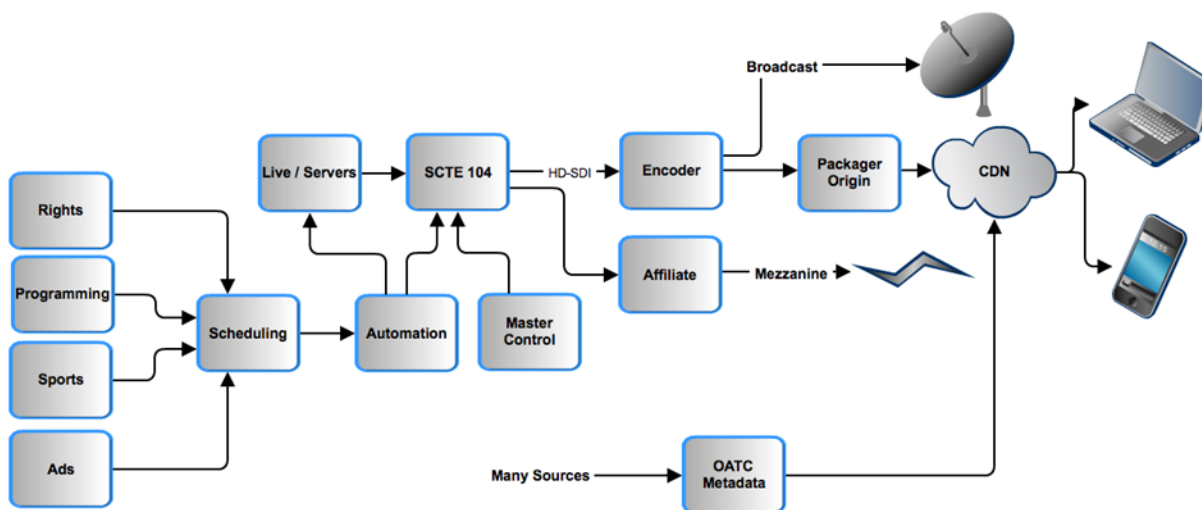 Broadcast
Live / Servers
SCTE 104
HD-SDI
Encoder
Packager
Origin
CDN
Rights
Programming
Scheduling
Automation
Master
Control
Affiliate
Mezzanine
Sports
Ads
Many Sources
OATC
Metadata